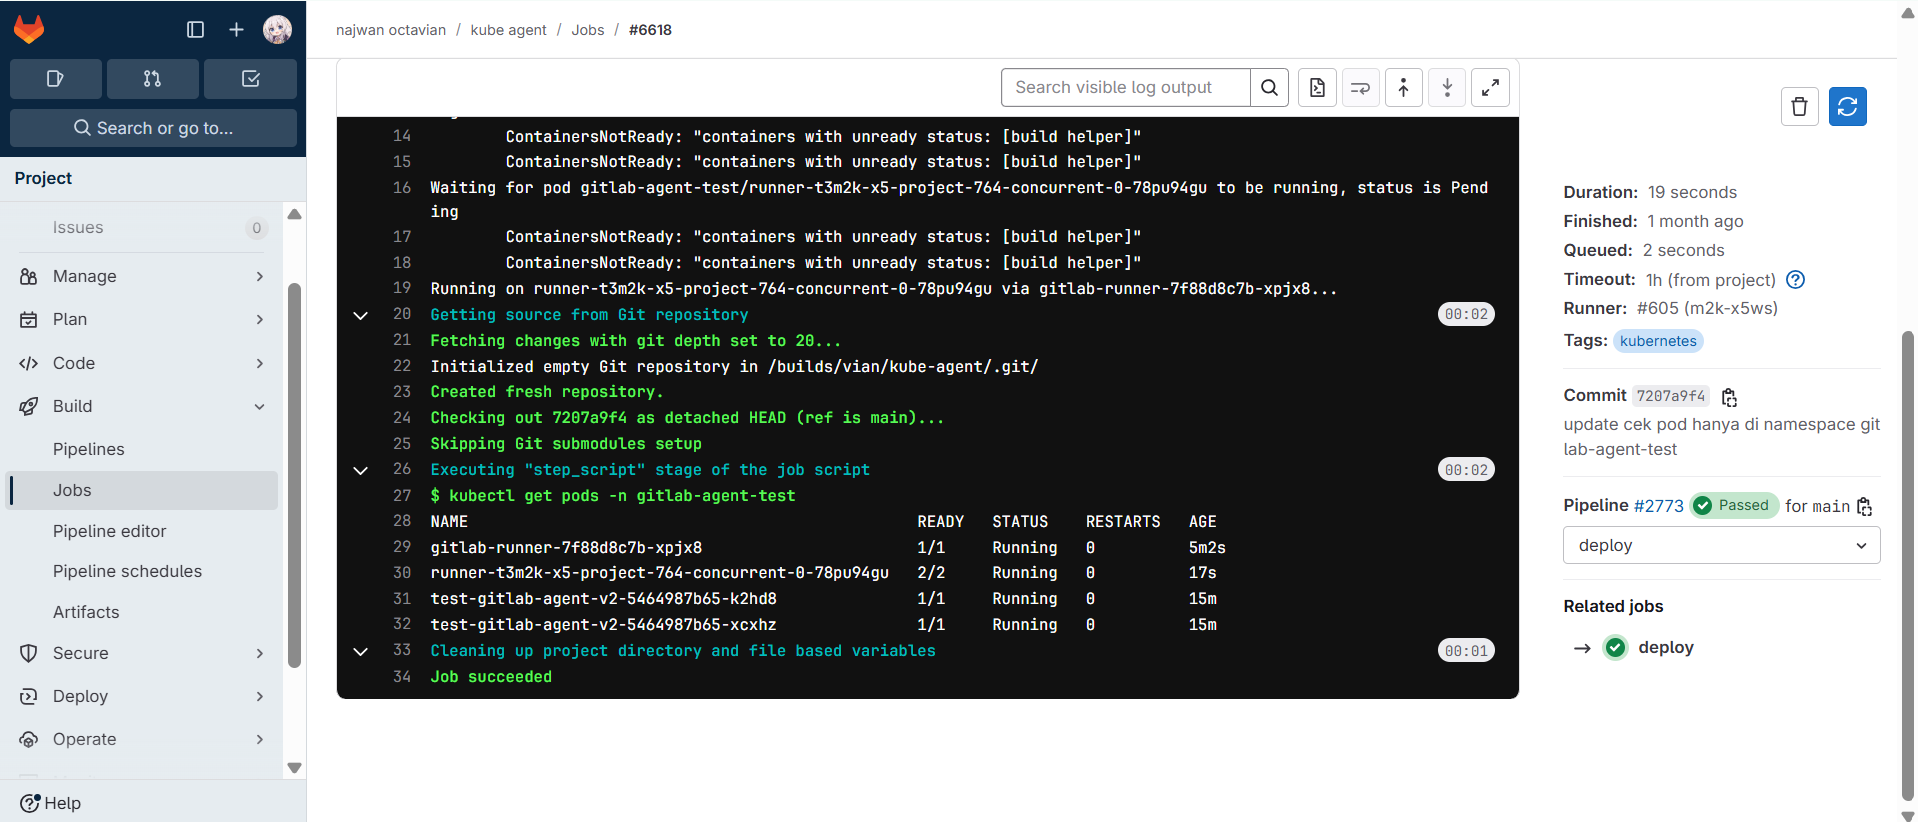 najwan octavian / kube agent / Jobs / #6618
Search or go to...
Project
Issues 0
Manage
Plan
Code
Build
Pipelines
Jobs
Pipeline editor
Pipeline schedules
Artifacts
Secure
Deploy
Operate
Help
Search visible log output
14 ContainersNotReady: "containers with unready status: [build helper]"
15 ContainersNotReady: "containers with unready status: [build helper]"
16 Waiting for pod gitlab-agent-test/runner-t3m2k-x5-project-764-concurrent-0-78pu94gu to be running, status is Pend
ing
17 ContainersNotReady: "containers with unready status: [build helper]"
18 ContainersNotReady: "containers with unready status: [build helper]"
19 Running on runner-t3m2k-x5-project-764-concurrent-0-78pu94gu via gitlab-runner-7f88d8c7b-xpjx8...
20 Getting source from Git repository 00:02
21 Fetching changes with git depth set to 20...
22 Initialized empty Git repository in /builds/vian/kube-agent/.git/
23 Created fresh repository.
24 Checking out 7207a9f4 as detached HEAD (ref is main)...
25 Skipping Git submodules setup
26 Executing "step_script" stage of the job script 00:02
27 $ kubectl get pods -n gitlab-agent-test
28 NAME READY STATUS RESTARTS AGE
29 gitlab-runner-7f88d8c7b-xpjx8 1/1 Running 0 5m2s
30 runner-t3m2k-x5-project-764-concurrent-0-78pu94gu 2/2 Running 0 17s
31 test-gitlab-agent-v2-5464987b65-k2hd8 1/1 Running 0 15m
32 test-gitlab-agent-v2-5464987b65-xcxhz 1/1 Running 0 15m
33 Cleaning up project directory and file based variables 00:01
34 Job succeeded
Duration: 19 seconds
Finished: 1 month ago
Queued: 2 seconds
Timeout: 1h (from project)
Runner: #605 (m2k-x5ws)
Tags: kubernetes
Commit 7207a9f4
update cek pod hanya di namespace git
lab-agent-test
Pipeline #2773 Passed for main
deploy
Related jobs
deploy